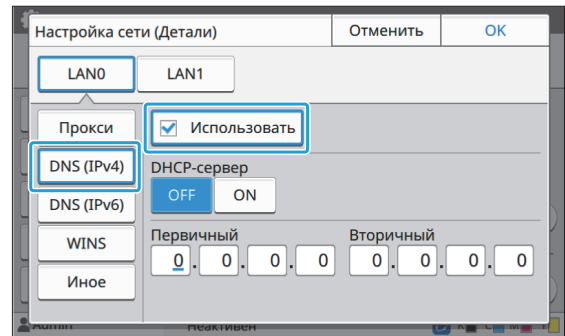 Настройка сети (Детали) Отменить OK
LAN0 LAN1
Прокси
Использовать
DNS (IPv4)
DHCP-сервер
OFF ON
DNS (IPv6)
WINS
Первичный Вторичный
0. 0. 0. 0 0. 0. 0. 0
Иное
Admin Неактивен